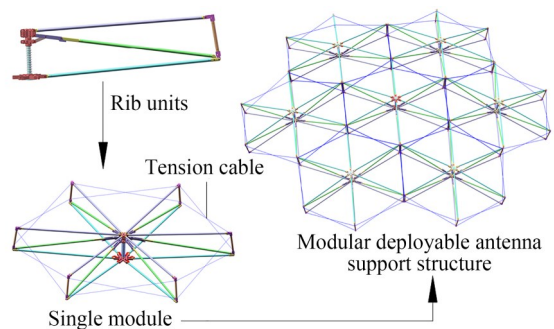 Rib units
Tension cable
Modular deployable antenna
support structure
Single module